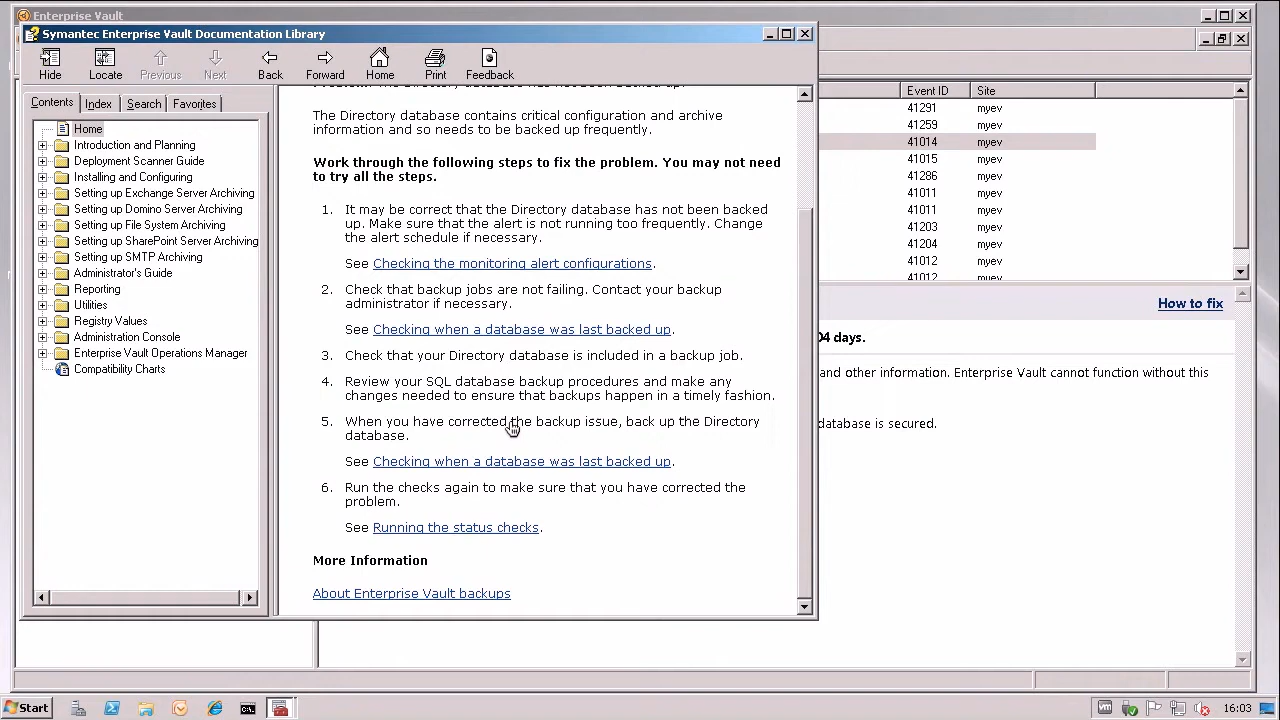 Enterprise Vault
Symantec Enterprise Vault Documentation Library
Hide
Locate
Previous
Next
Back
Forward
Home
Print
Feedback
Contents
Index
Search
Favorites
Home
Introduction and Planning
Deployment Scanner Guide
Installing and Configuring
Setting up Exchange Server Archiving
Setting up Domino Server Archiving
Setting up File System Archiving
Setting up SharePoint Server Archiving
Setting up SMTP Archiving
Administrator's Guide
Reporting
Utilities
Registry Values
Administration Console
Enterprise Vault Operations Manager
Compatibility Charts
The Directory database contains critical configuration and archive
information and so needs to be backed up frequently.
Work through the following steps to fix the problem. You may not need
to try all the steps.
1. It may be correct that the Directory database has not been backed
up. Make sure that the alert is not running too frequently. Change
the alert schedule if necessary.
See Checking the monitoring alert configurations.
2. Check that backup jobs are not failing. Contact your backup
administrator if necessary.
See Checking when a database was last backed up.
3. Check that your Directory database is included in a backup job.
4. Review your SQL database backup procedures and make any
changes needed to ensure that backups happen in a timely fashion.
5. When you have corrected the backup issue, back up the Directory
database.
See Checking when a database was last backed up.
6. Run the checks again to make sure that you have corrected the
problem.
See Running the status checks.
More Information
About Enterprise Vault backups
Event ID Site
41291 myev
41259 myev
41014 myev
41015 myev
41286 myev
41011 myev
41011 myev
41203 myev
41204 myev
41012 myev
41012 myev
How to fix
04 days.
and other information. Enterprise Vault cannot function without this
database is secured.
Start
16:03